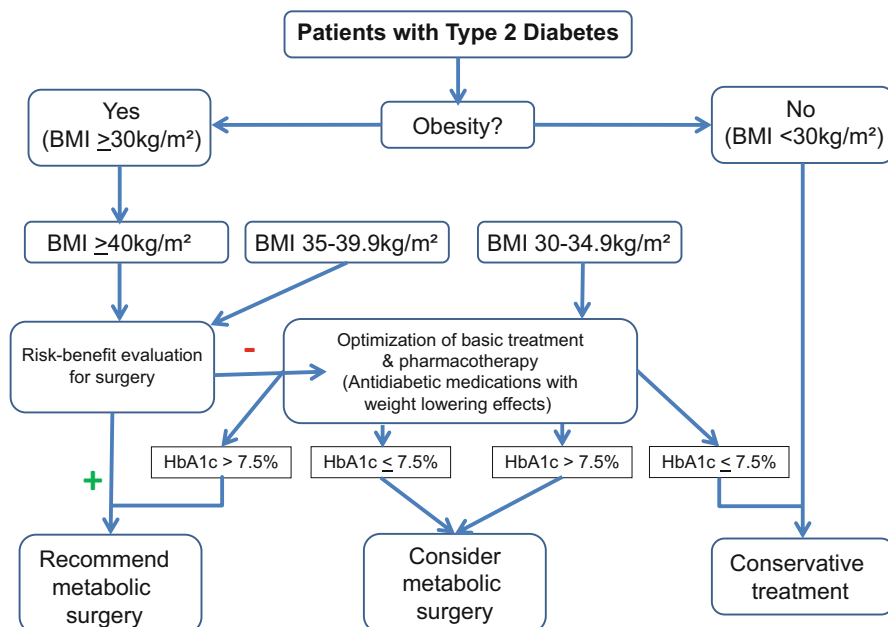 Patients with Type 2 Diabetes
Yes
(BMI ≥30kg/m²)
Obesity?
No
(BMI <30kg/m²)
BMI ≥40kg/m²
BMI 35-39.9kg/m²
BMI 30-34.9kg/m²
Risk-benefit evaluation
for surgery
-
Optimization of basic treatment
& pharmacotherapy
(Antidiabetic medications with
weight lowering effects)
+
HbA1c > 7.5%
HbA1c ≤ 7.5%
HbA1c > 7.5%
HbA1c ≤ 7.5%
Recommend
metabolic
surgery
Consider
metabolic
surgery
Conservative
treatment